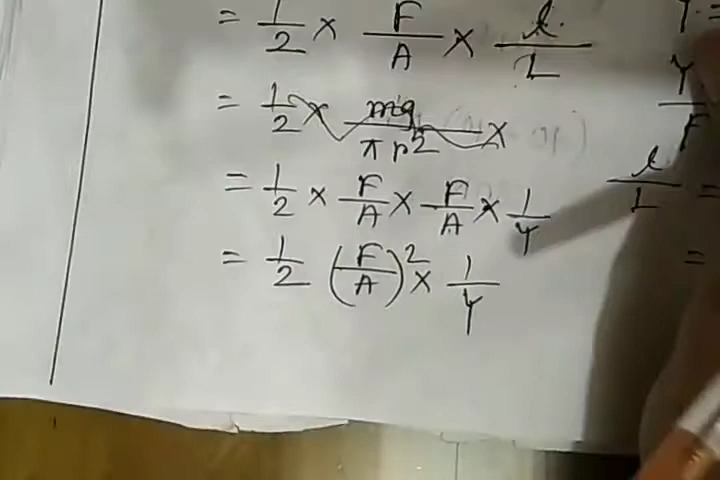 = 1/2 × F/A × l/L
= 1/2 × mg/πr² ×
= 1/2 × F/A × F/A × 1/Y
= 1/2 (F/A)² × 1/Y
Y =
Y/F
l/L =
=